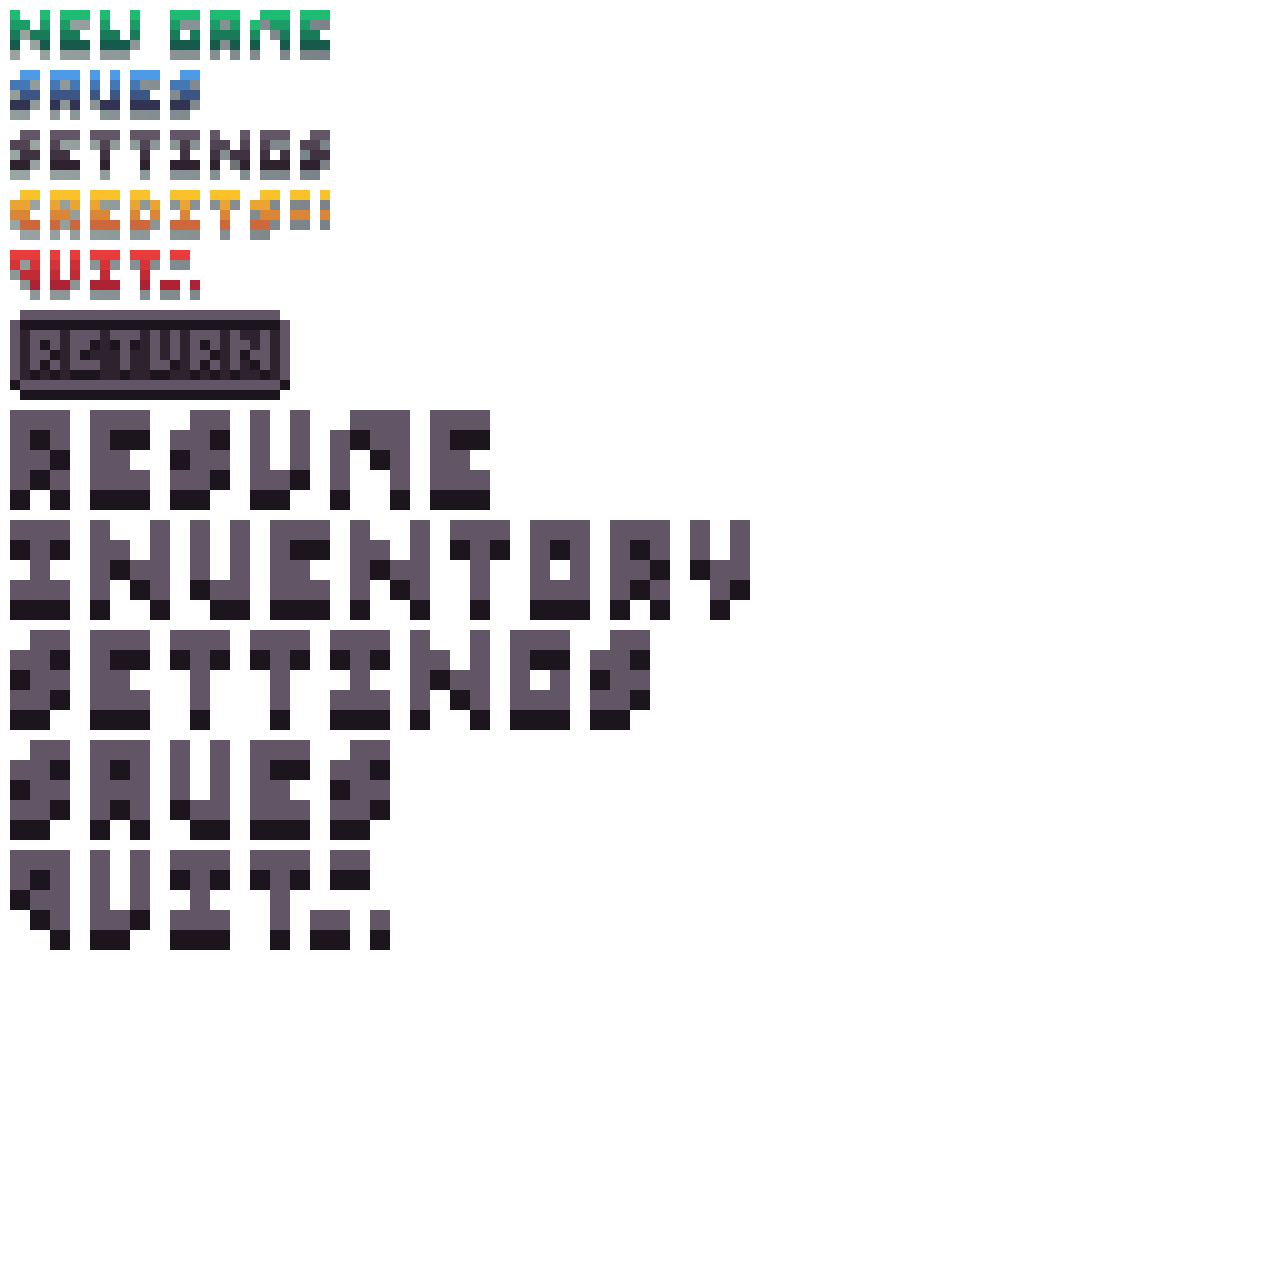 NEW GAME
SAVES
SETTINGS
CREDITS=!
QUIT...
RETURN
RESUME
INVENTORY
SETTINGS
SAVES
QUIT...